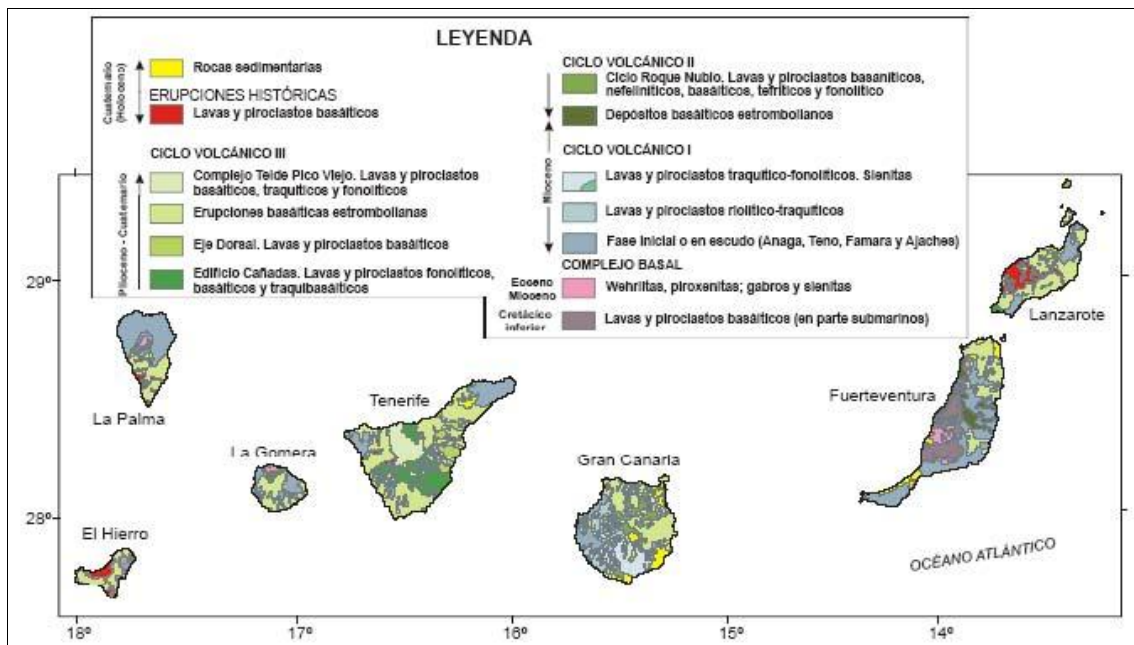 LEYENDA
Cuaternario
(Holoceno)
Rocas sedimentarias
ERUPCIONES HISTÓRICAS
Lavas y piroclastos basálticos
Plioceno - Cuaternario
CICLO VOLCÁNICO III
Complejo Teide Pico Viejo. Lavas y piroclastos
basálticos, traquíticos y fonolíticos
Erupciones basálticas estrombolianas
Eje Dorsal. Lavas y piroclastos basálticos
Edificio Cañadas. Lavas y piroclastos fonolíticos,
basálticos y traquibasálticos
CICLO VOLCÁNICO II
Ciclo Roque Nublo. Lavas y piroclastos basaníticos,
nefeliníticos, basálticos, tefríticos y fonolítico
Depósitos basálticos estrombolianos
Mioceno
CICLO VOLCÁNICO I
Lavas y piroclastos traquítico-fonolíticos. Sienitas
Lavas y piroclastos riolítico-traquíticos
Fase inicial o en escudo (Anaga, Teno, Famara y Ajaches)
COMPLEJO BASAL
Eoceno
Mioceno
Wehrlitas, piroxenitas; gabros y sienitas
Cretácico
inferior
Lavas y piroclastos basálticos (en parte submarinos)
29º
28º
La Palma
La Gomera
El Hierro
Tenerife
Gran Canaria
Fuerteventura
Lanzarote
OCÉANO ATLÁNTICO
18º
17º
16º
15º
14º